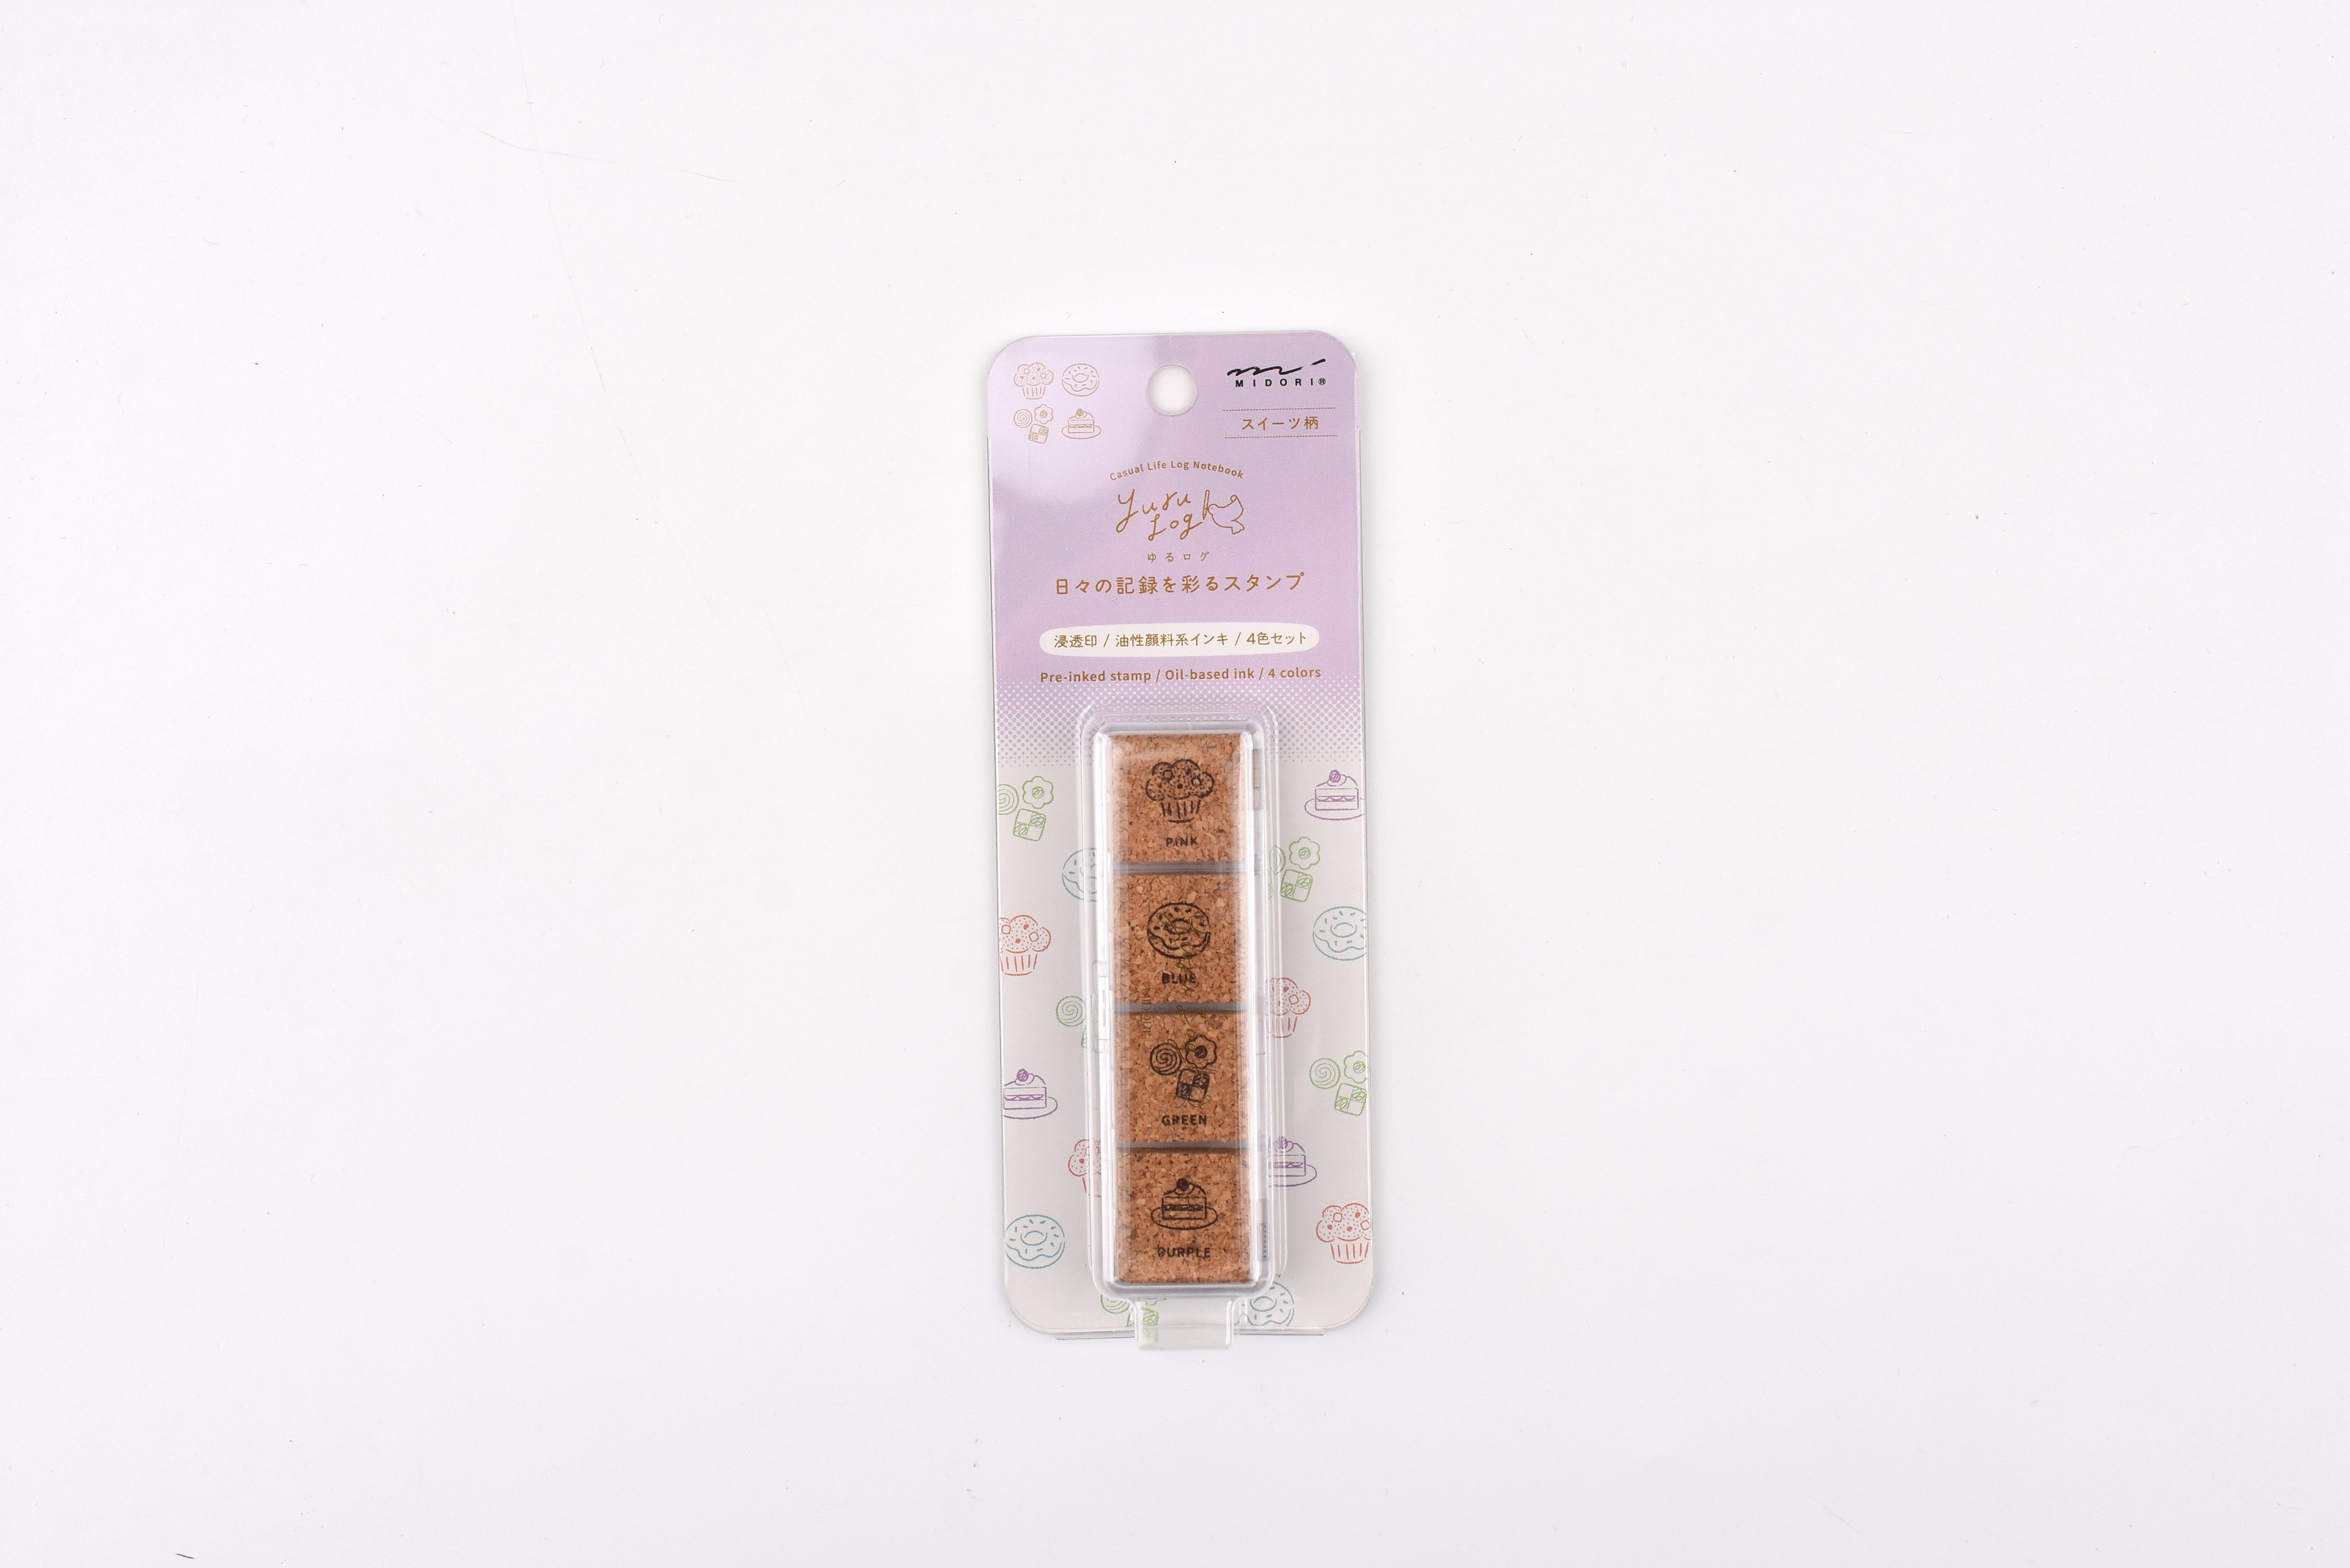 MIDORI®
スイーツ柄
Casual Life Log Notebook
yuru
Log
ゆるログ
日々の記録を彩るスタンプ
浸透印 / 油性顔料系インキ / 4色セット
Pre-inked stamp / Oil-based ink / 4 colors
PINK
BLUE
MIDORI
GREEN
PURPLE